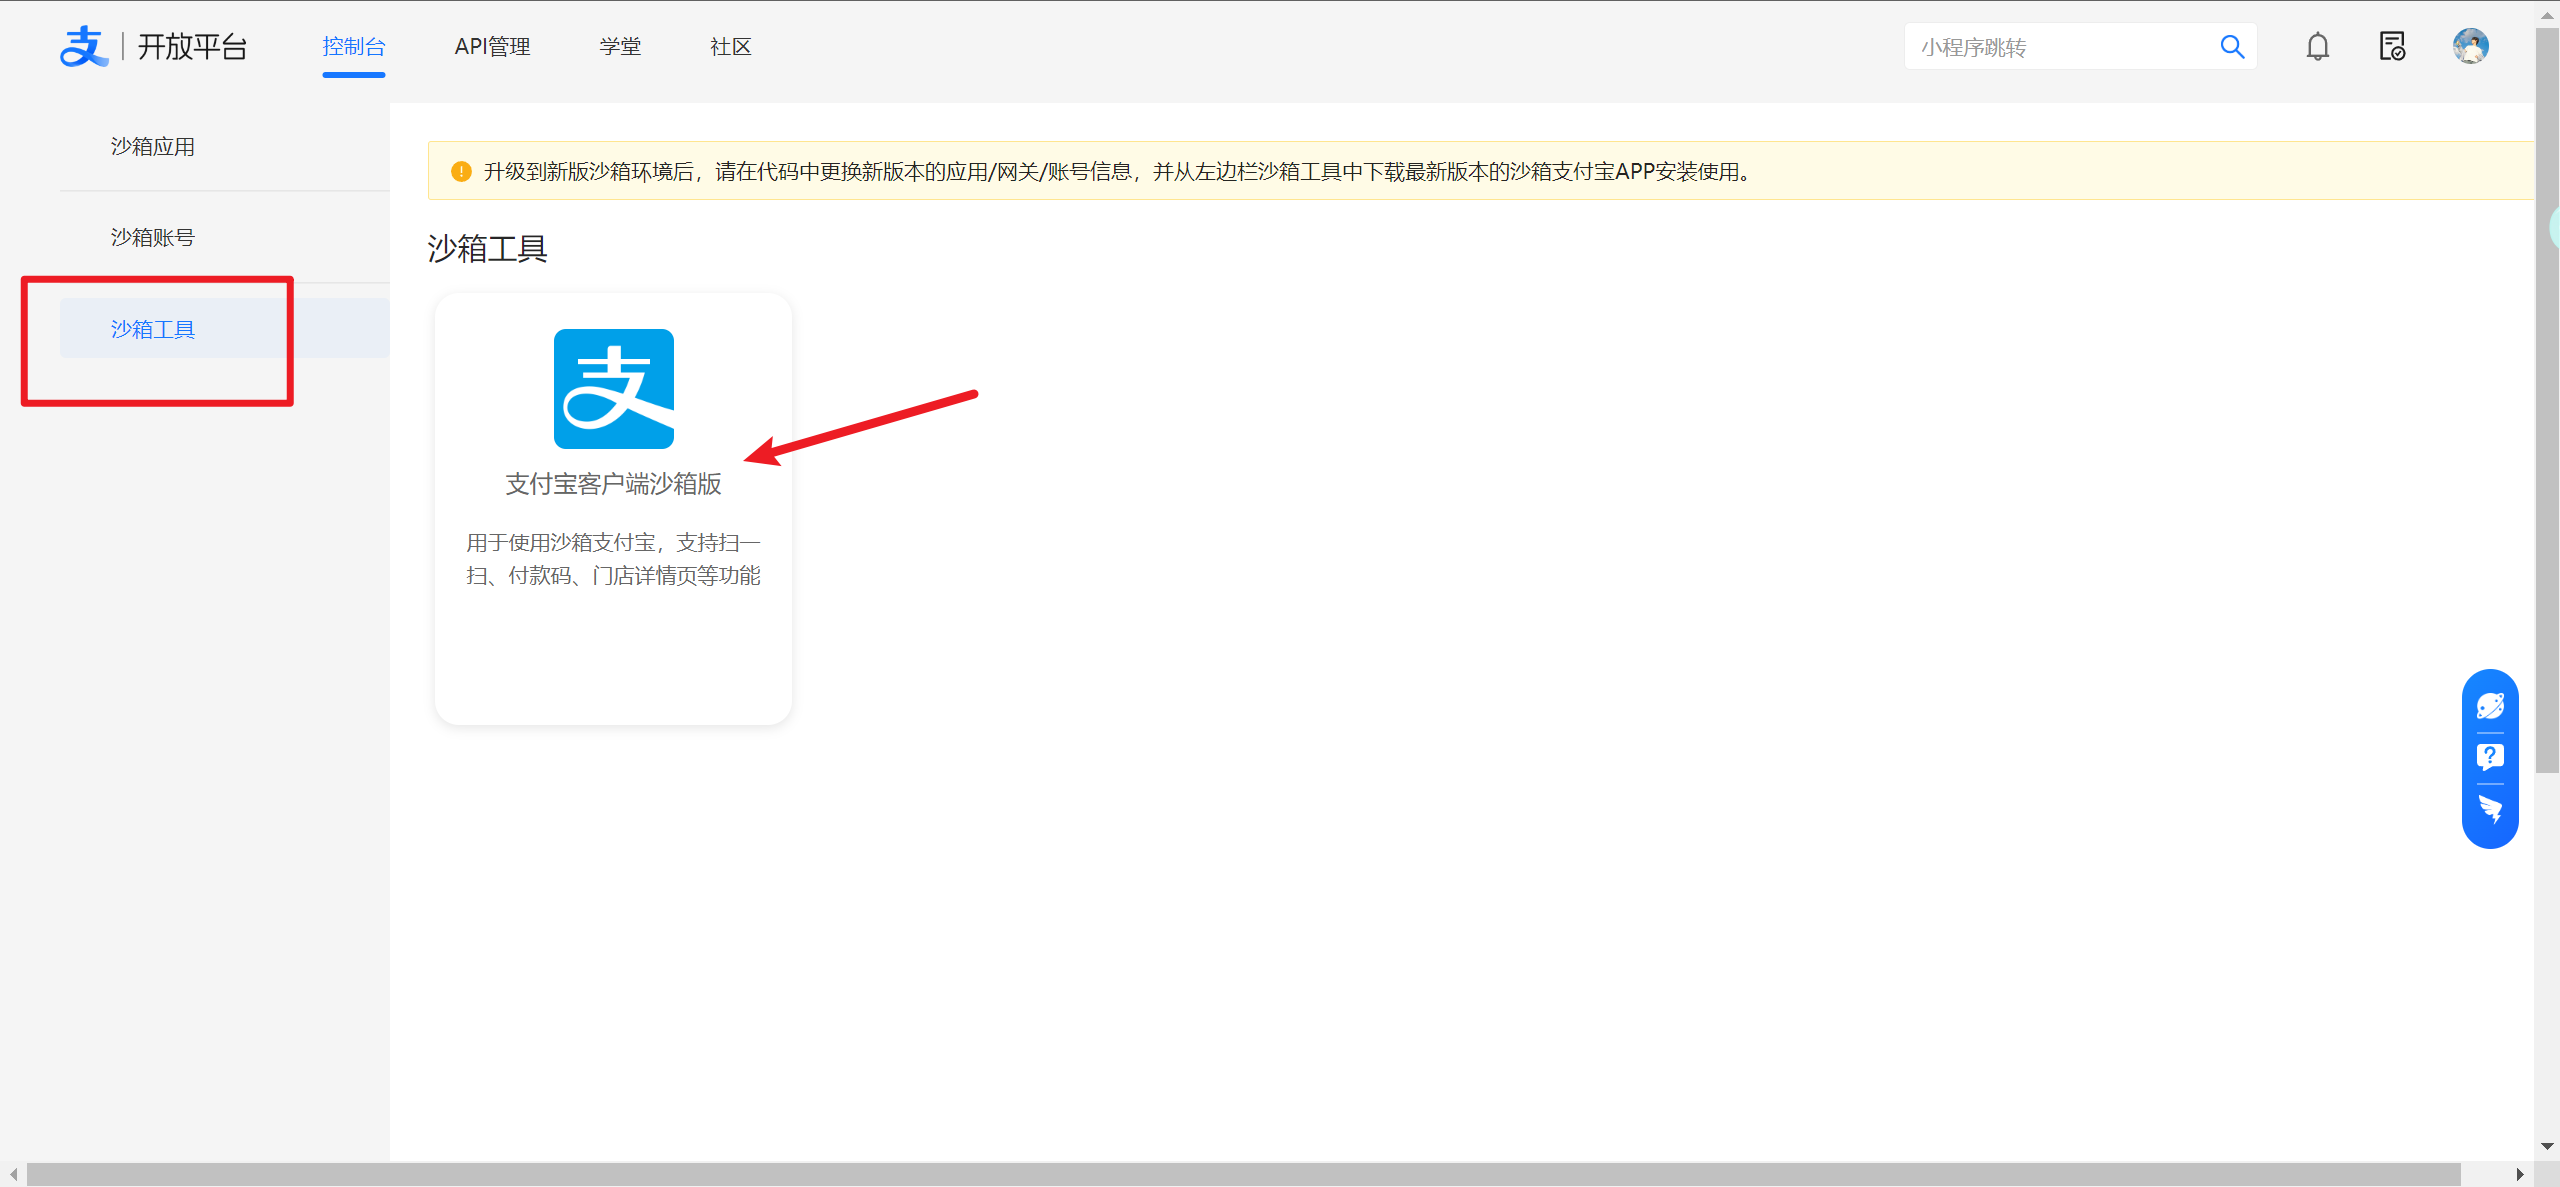 支 开放平台 控制台 API管理 学堂 社区 小程序跳转
沙箱应用
沙箱账号
沙箱工具
升级到新版沙箱环境后，请在代码中更换新版本的应用/网关/账号信息，并从左边栏沙箱工具中下载最新版本的沙箱支付宝APP安装使用。
沙箱工具
支
支付宝客户端沙箱版
用于使用沙箱支付宝，支持扫一
扫、付款码、门店详情页等功能